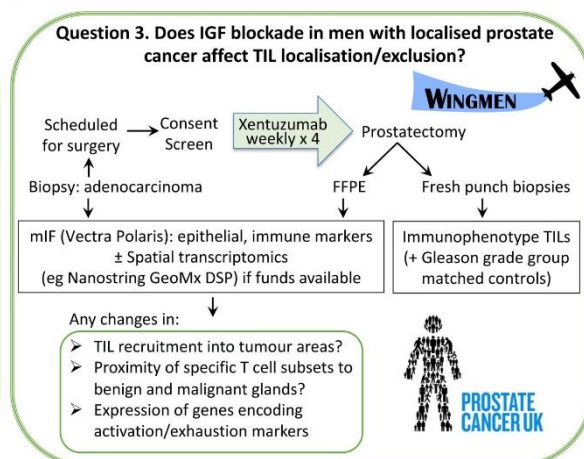 Question 3. Does IGF blockade in men with localised prostate
cancer affect TIL localisation/exclusion?
WINGMEN
Scheduled
for surgery
Consent
Screen
Xentuzumab
weekly x 4
Prostatectomy
Biopsy: adenocarcinoma
FFPE
Fresh punch biopsies
mIF (Vectra Polaris): epithelial, immune markers
± Spatial transcriptomics
(eg Nanostring GeoMx DSP) if funds available
Immunophenotype TILs
(+ Gleason grade group
matched controls)
Any changes in:
➢ TIL recruitment into tumour areas?
➢ Proximity of specific T cell subsets to
benign and malignant glands?
➢ Expression of genes encoding
activation/exhaustion markers
PROSTATE
CANCER UK